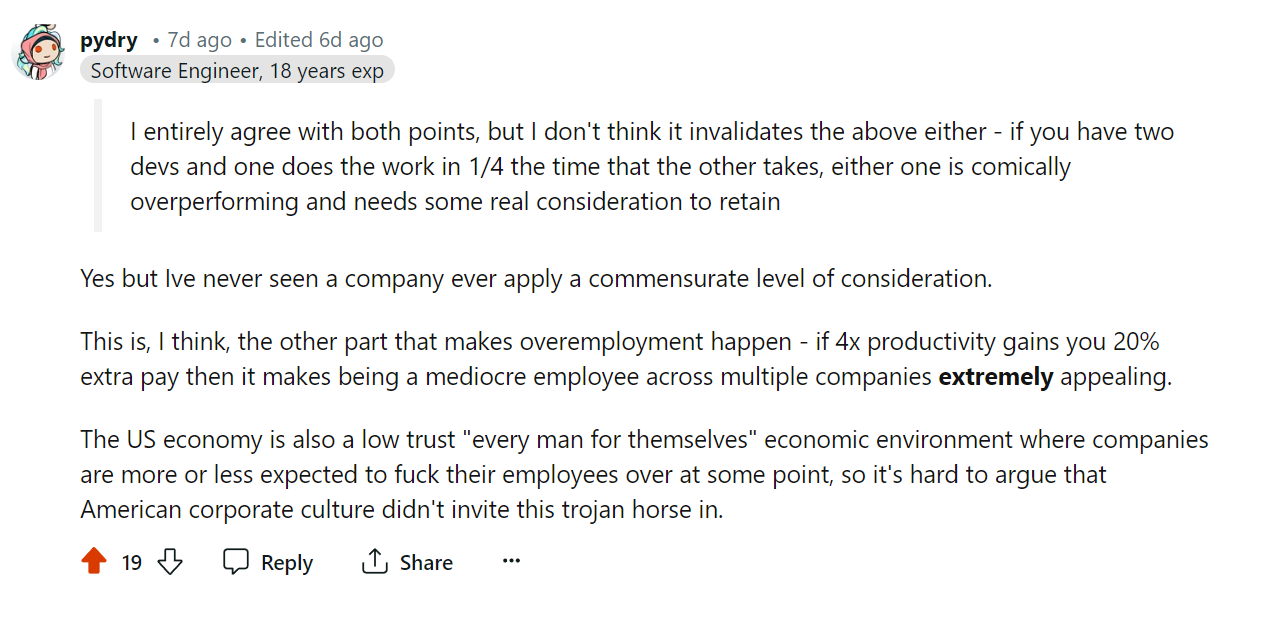 pydry • 7d ago • Edited 6d ago
Software Engineer, 18 years exp
I entirely agree with both points, but I don't think it invalidates the above either - if you have two
devs and one does the work in 1/4 the time that the other takes, either one is comically
overperforming and needs some real consideration to retain
Yes but Ive never seen a company ever apply a commensurate level of consideration.
This is, I think, the other part that makes overemployment happen - if 4x productivity gains you 20%
extra pay then it makes being a mediocre employee across multiple companies extremely appealing.
The US economy is also a low trust "every man for themselves" economic environment where companies
are more or less expected to fuck their employees over at some point, so it's hard to argue that
American corporate culture didn't invite this trojan horse in.
19 Reply Share ...